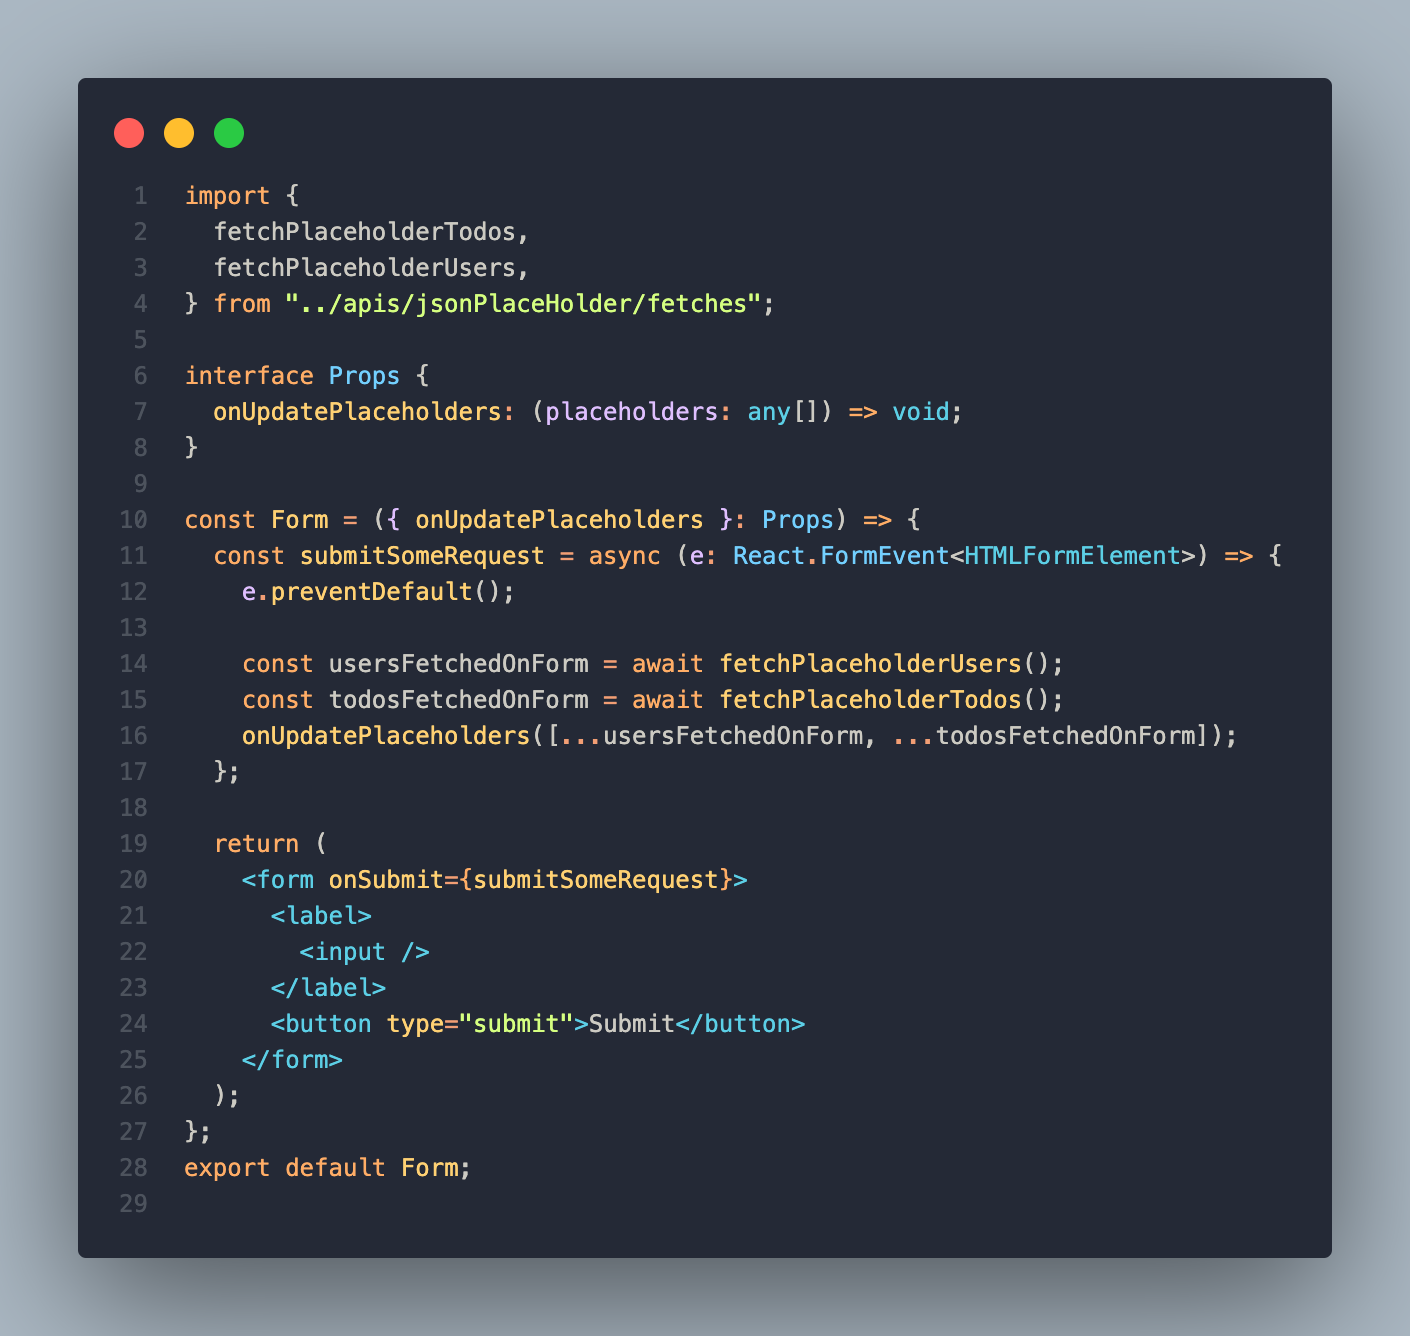 1 import {
2   fetchPlaceholderTodos,
3   fetchPlaceholderUsers,
4 } from "../apis/jsonPlaceHolder/fetches";
5
6 interface Props {
7   onUpdatePlaceholders: (placeholders: any[]) => void;
8 }
9
10 const Form = ({ onUpdatePlaceholders }: Props) => {
11   const submitSomeRequest = async (e: React.FormEvent<HTMLFormElement>) => {
12     e.preventDefault();
13
14     const usersFetchedOnForm = await fetchPlaceholderUsers();
15     const todosFetchedOnForm = await fetchPlaceholderTodos();
16     onUpdatePlaceholders([...usersFetchedOnForm, ...todosFetchedOnForm]);
17   };
18
19   return (
20     <form onSubmit={submitSomeRequest}>
21       <label>
22         <input />
23       </label>
24       <button type="submit">Submit</button>
25     </form>
26   );
27 };
28 export default Form;
29